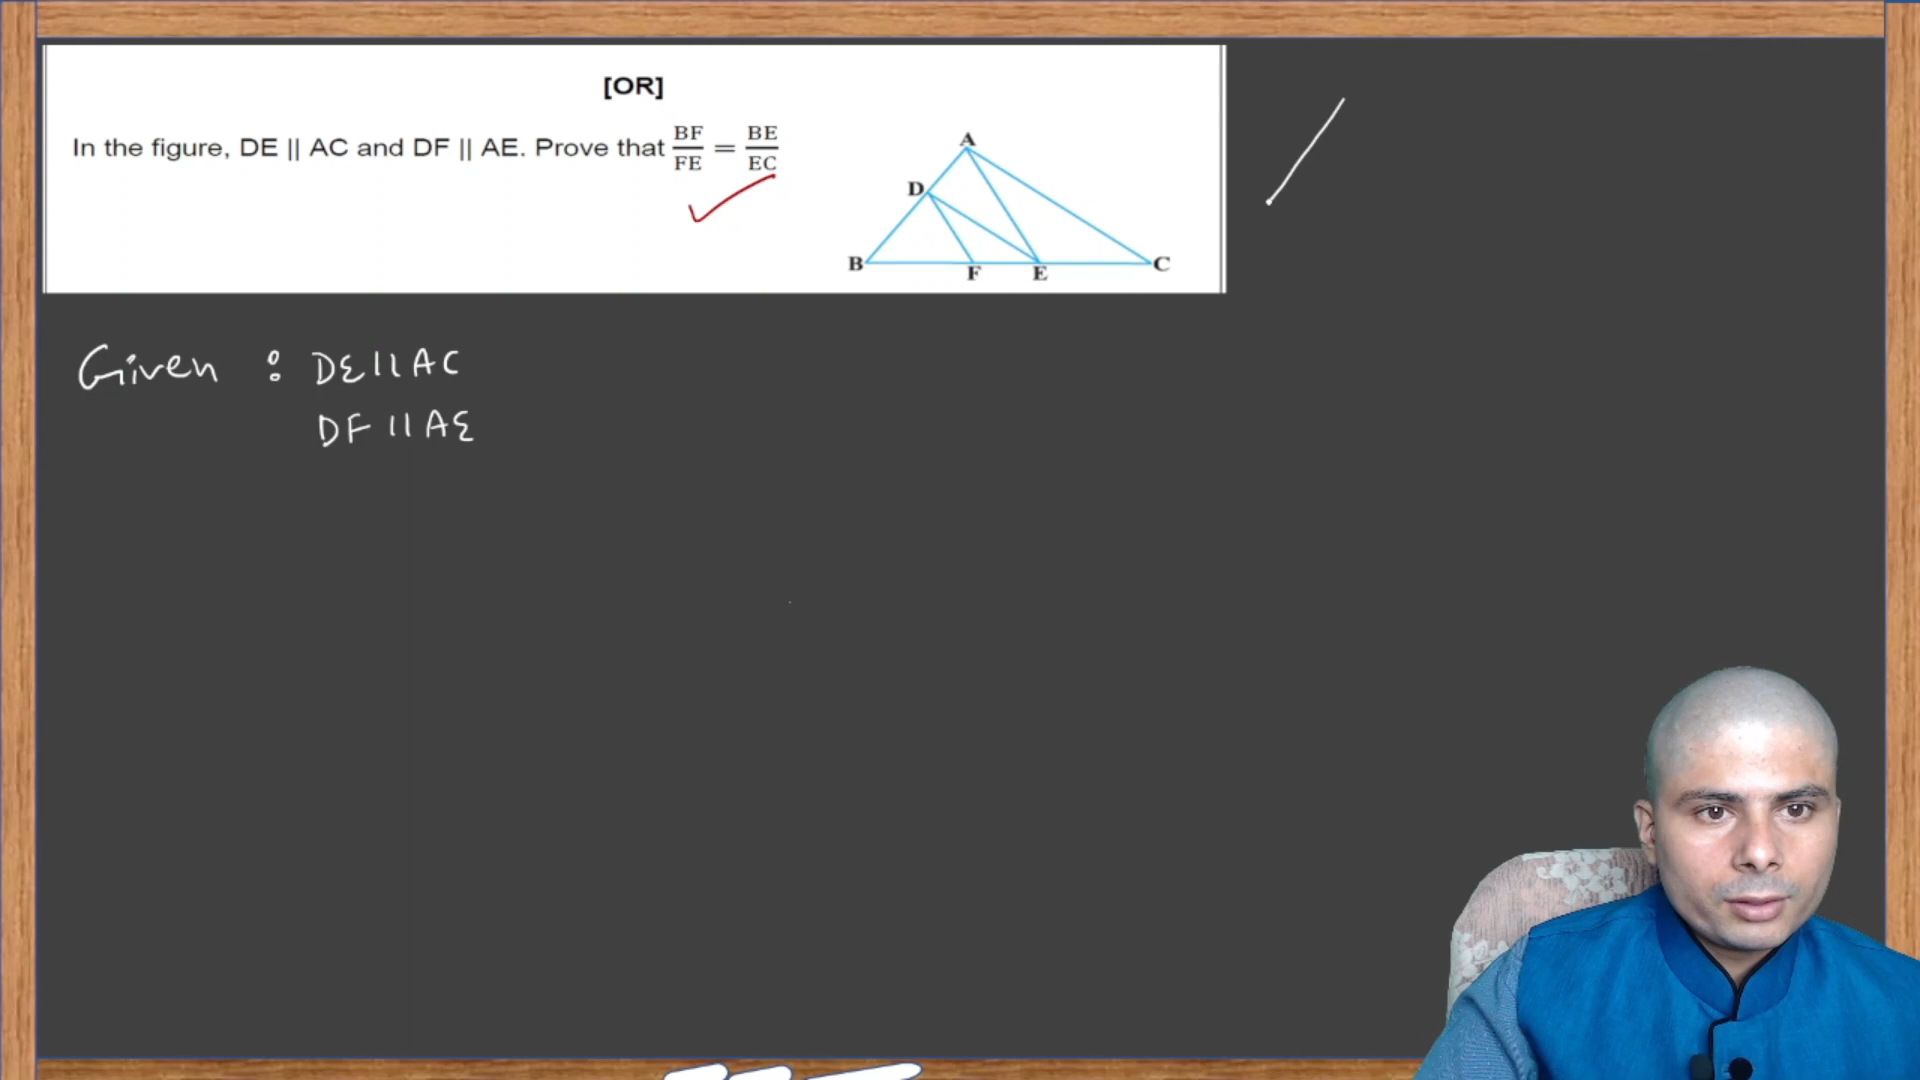 [OR]
In the figure, DE || AC and DF || AE. Prove that BF/FE = BE/EC
A
D
B
F
E
C
Given : DE || AC
DF || AE